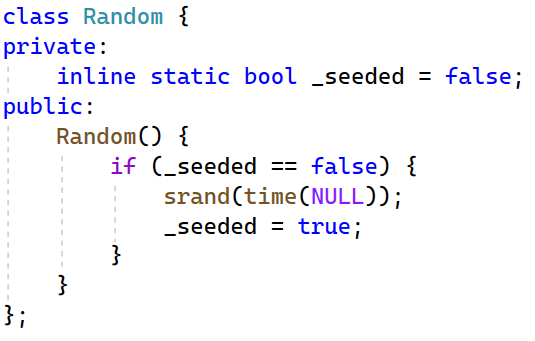 class Random {
private:
    inline static bool _seeded = false;
public:
    Random() {
        if (_seeded == false) {
            srand(time(NULL));
            _seeded = true;
        }
    }
};